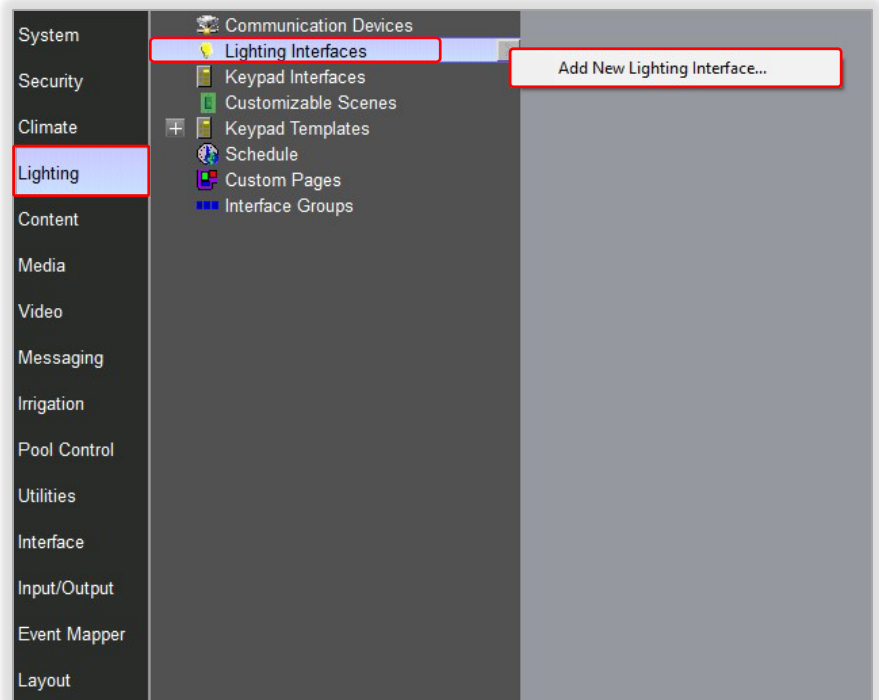 System
Security
Climate
Lighting
Content
Media
Video
Messaging
Irrigation
Pool Control
Utilities
Interface
Input/Output
Event Mapper
Layout
Communication Devices
Lighting Interfaces
Keypad Interfaces
Customizable Scenes
Keypad Templates
Schedule
Custom Pages
Interface Groups
Add New Lighting Interface...